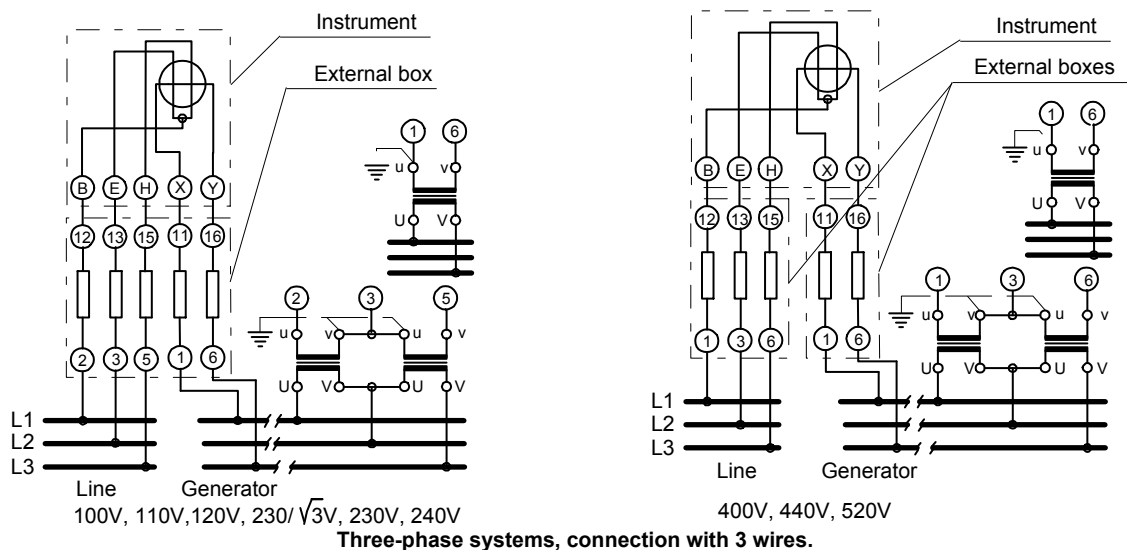 Instrument
External box
1 6
u v
U V
B E H X Y
12 13 15 11 16
2 3 5
u v u v
U V U V
2 3 5 1 6
L1
L2
L3
Line Generator
100V, 110V,120V, 230/ √3V, 230V, 240V
Instrument
External boxes
1 6
u v
U V
B E H X Y
12 13 15 11 16
1 3 6
u v u v
U V U V
1 3 6 1 6
L1
L2
L3
Line Generator
400V, 440V, 520V
Three-phase systems, connection with 3 wires.